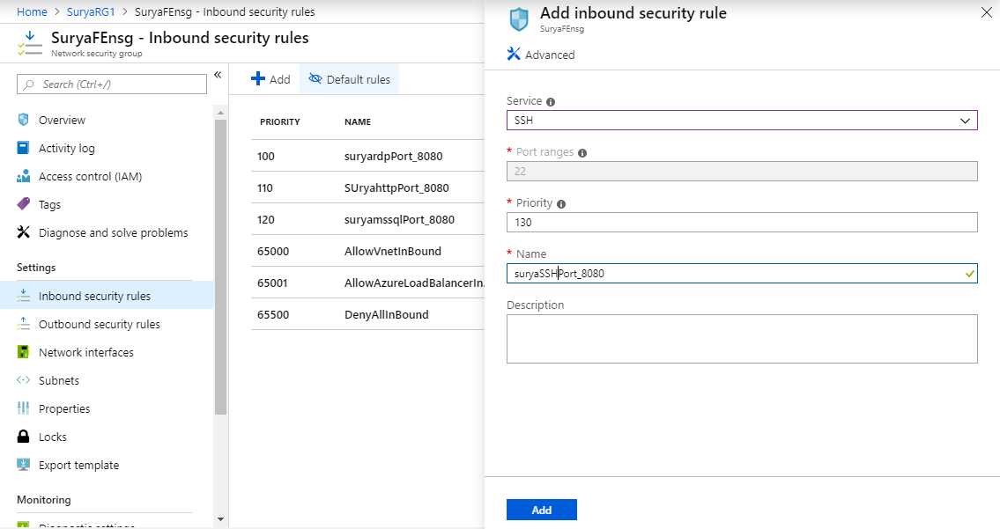 Home > SuryaRG1 > SuryaFEnsg - Inbound security rules
SuryaFEnsg - Inbound security rules
Network security group
Search (Ctrl+/)
«
Overview
Activity log
Access control (IAM)
Tags
Diagnose and solve problems
Settings
Inbound security rules
Outbound security rules
Network interfaces
Subnets
Properties
Locks
Export template
Monitoring
Diagnostic settings
Add Default rules
PRIORITY NAME
100 suryardpPort_8080
110 SUryahttpPort_8080
120 suryamssqlPort_8080
65000 AllowVnetInBound
65001 AllowAzureLoadBalancerIn...
65500 DenyAllInBound
Add inbound security rule
SuryaFEnsg
Advanced
Service
SSH
* Port ranges
22
* Priority
130
* Name
suryaSSHPort_8080
Description
Add